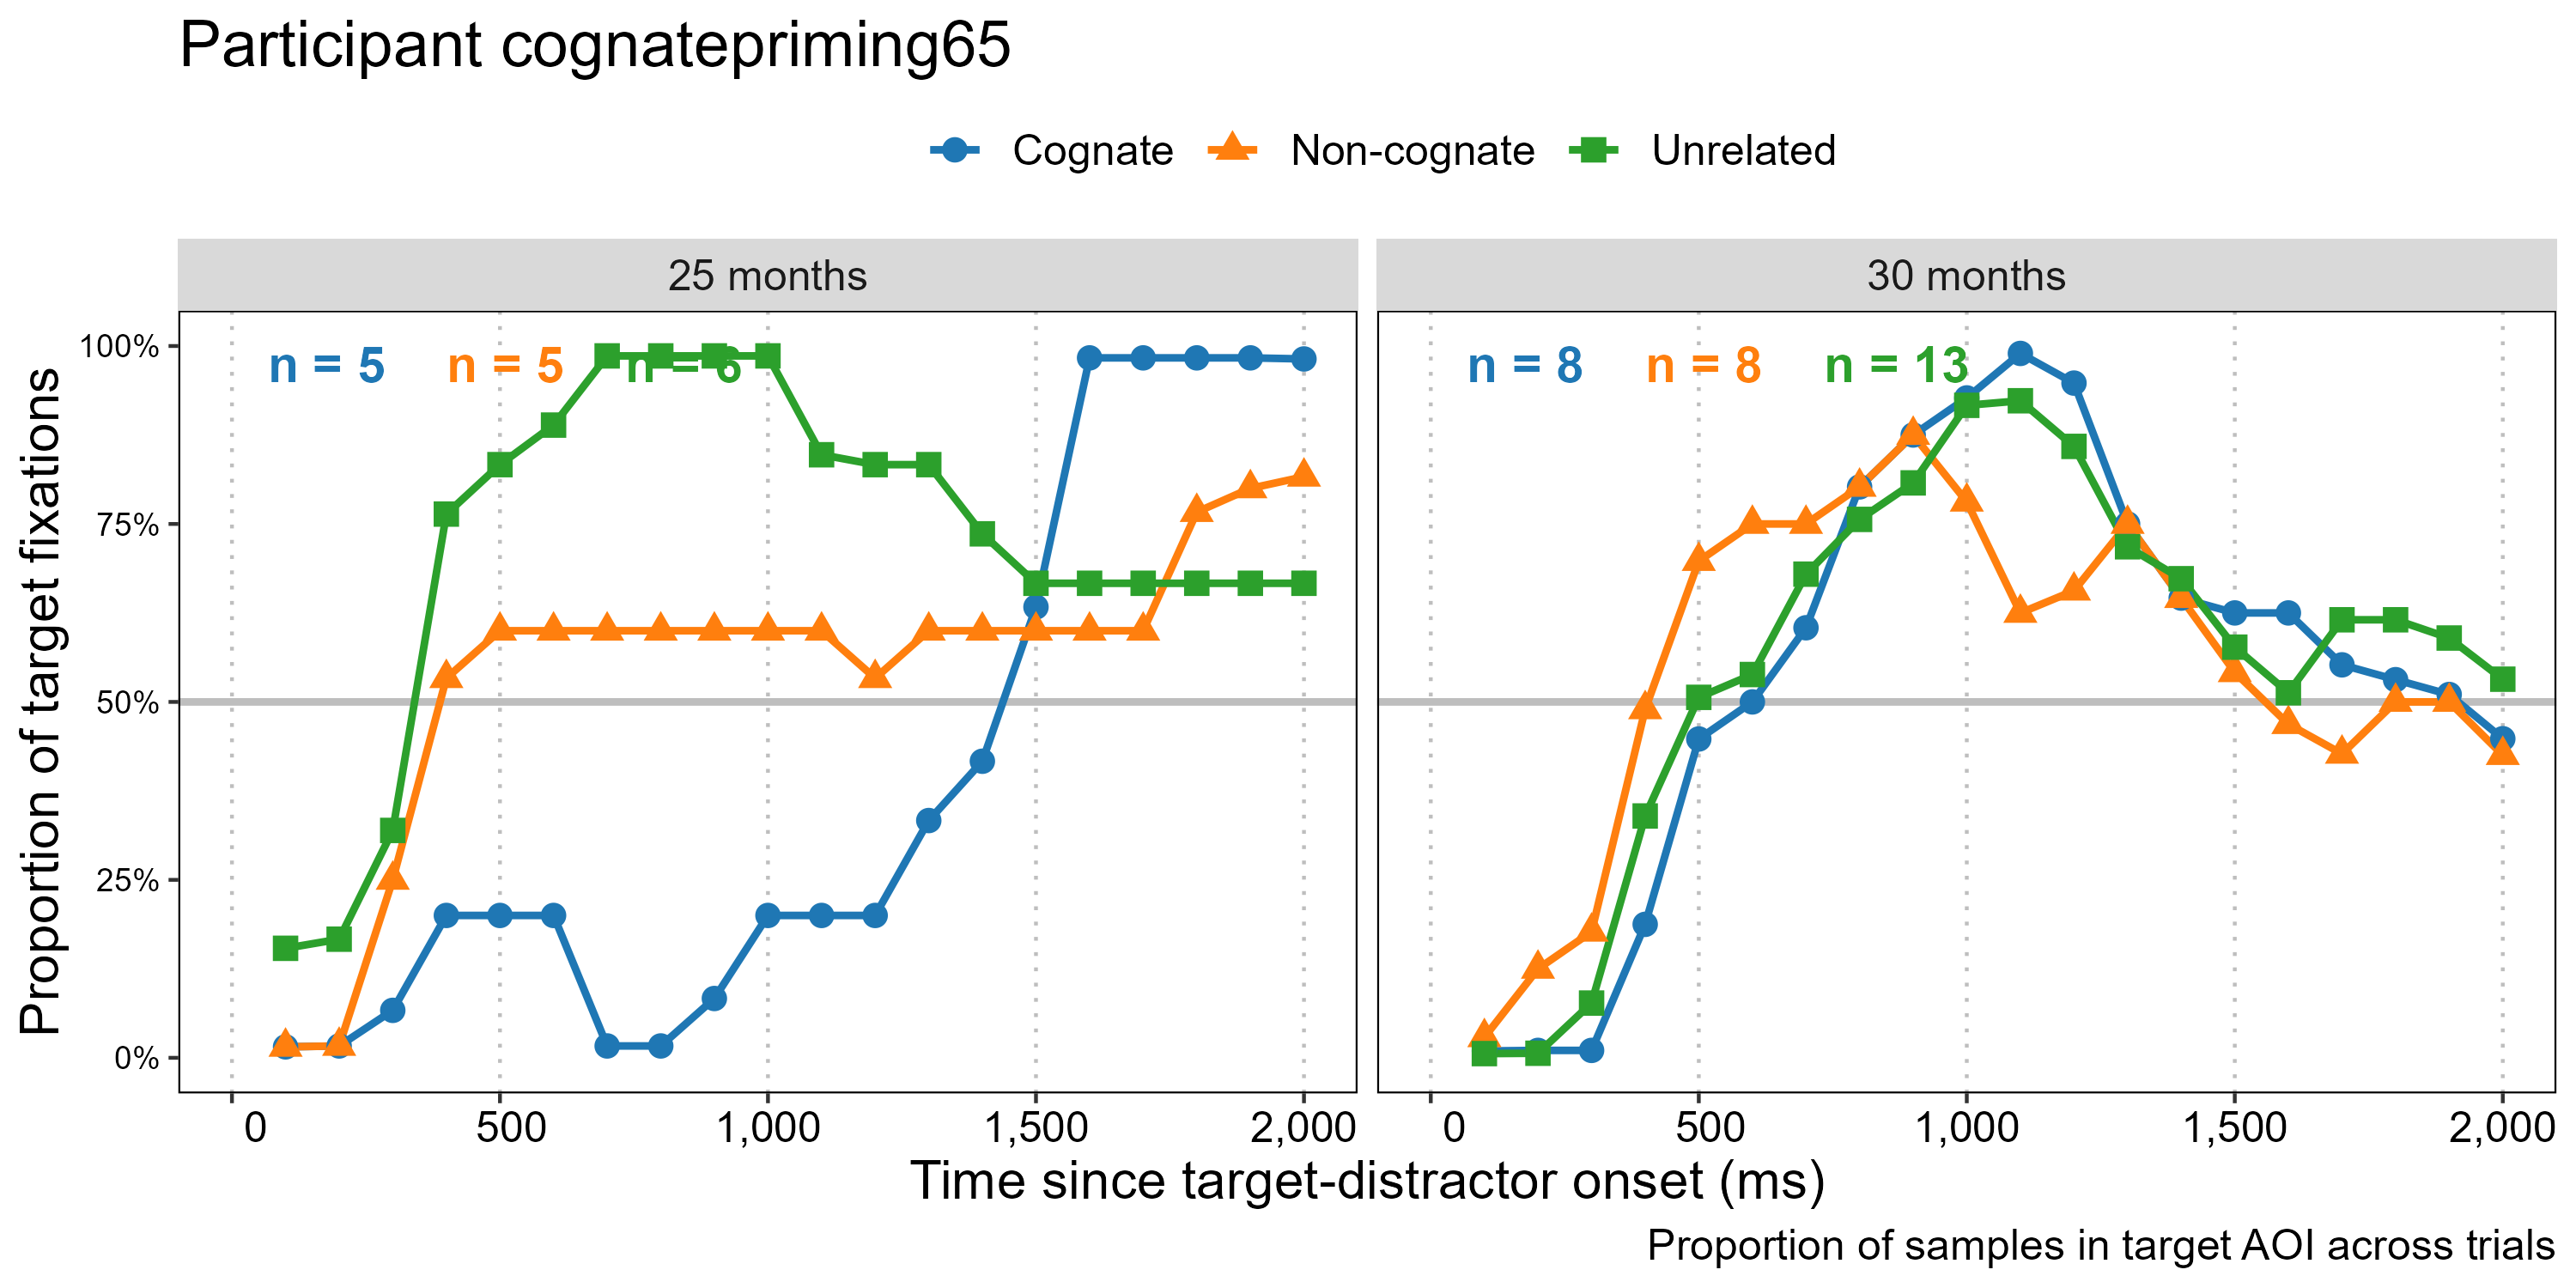 Participant cognatepriming65
Cognate Non-cognate Unrelated
25 months
30 months
Proportion of target fixations
100%
75%
50%
25%
0%
n = 5 n = 5 n = 6
n = 8 n = 8 n = 13
0 500 1,000 1,500 2,000
0 500 1,000 1,500 2,000
Time since target-distractor onset (ms)
Proportion of samples in target AOI across trials